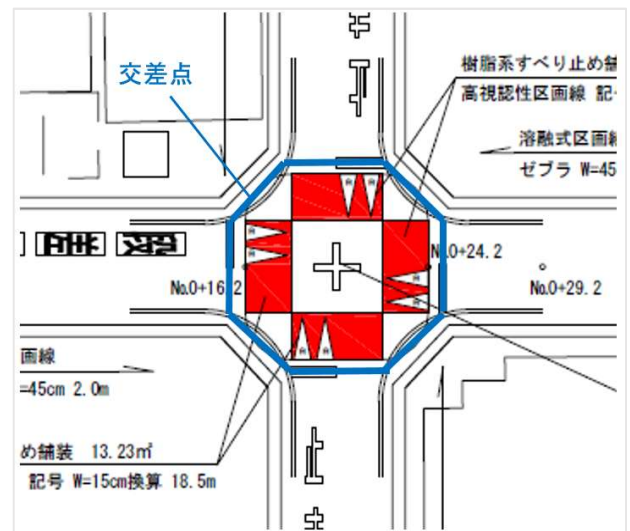 交差点
樹脂系すべり止め舗
高視認性区画線 記
溶融式区画線
ゼブラ W=45
段差
No.0+24.2
No.0+16.2
No.0+29.2
画線
=45cm 2.0m
め舗装 13.23㎡
記号 W=15cm換算 18.5m